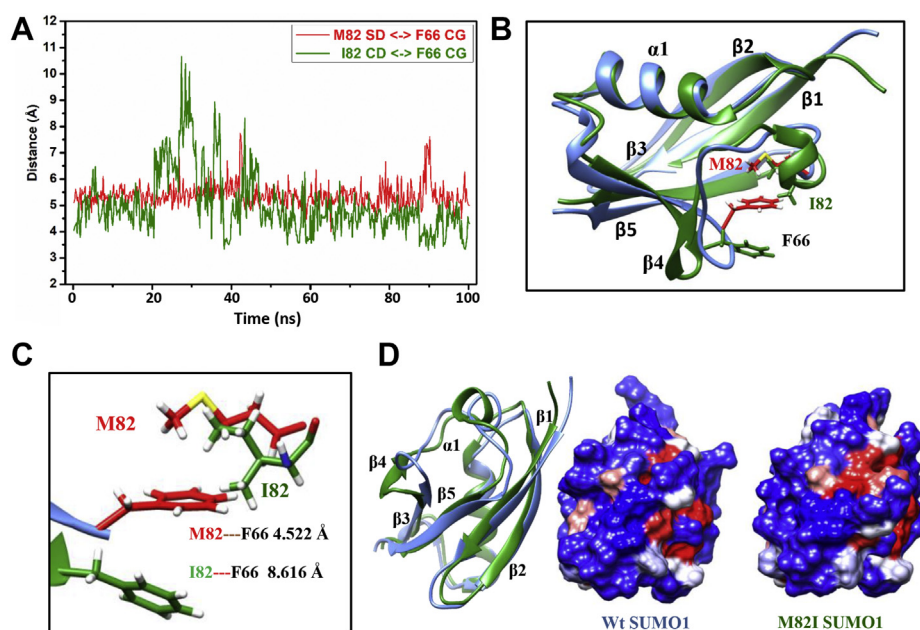 A
M82 SD <-> F66 CG
I82 CD <-> F66 CG
Distance (Å)
12
11
10
9
8
7
6
5
4
3
2
0
20
40
60
80
100
Time (ns)
B
α1
β2
β1
β3
M82
I82
β5
F66
β4
C
M82
I82
M82---F66 4.522 Å
I82---F66 8.616 Å
D
β1
α1
β4
β5
β3
β2
Wt SUMO1
M82I SUMO1